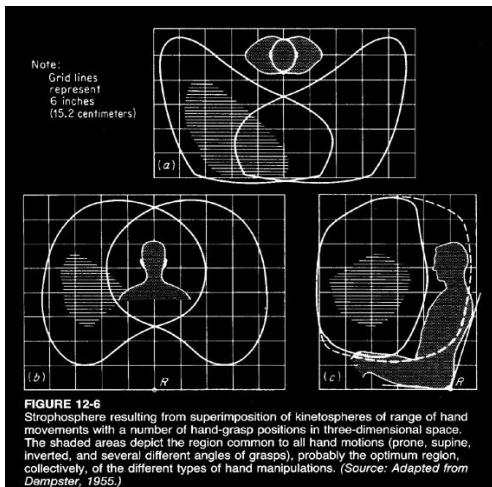 Note:
Grid lines
represent
6 inches
(15.2 centimeters)
(a)
(b)
R
(c)
R
FIGURE 12-6
Strophosphere resulting from superimposition of kinetospheres of range of hand
movements with a number of hand-grasp positions in three-dimensional space.
The shaded areas depict the region common to all hand motions (prone, supine,
inverted, and several different angles of grasps), probably the optimum region,
collectively, of the different types of hand manipulations. (Source: Adapted from
Dempster, 1955.)